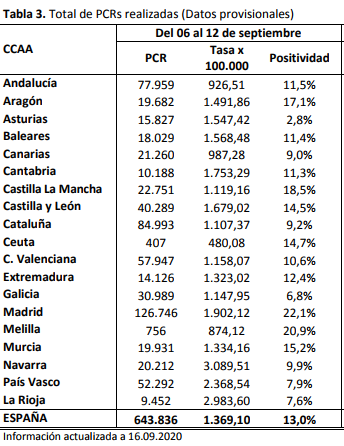 Tabla 3. Total de PCRs realizadas (Datos provisionales)
CCAA Del 06 al 12 de septiembre
PCR Tasa x 100.000 Positividad
Andalucía 77.959 926,51 11,5%
Aragón 19.682 1.491,86 17,1%
Asturias 15.827 1.547,42 2,8%
Baleares 18.029 1.568,48 11,4%
Canarias 21.260 987,28 9,0%
Cantabria 10.188 1.753,29 11,3%
Castilla La Mancha 22.751 1.119,16 18,5%
Castilla y León 40.289 1.679,02 14,5%
Cataluña 84.993 1.107,37 9,2%
Ceuta 407 480,08 14,7%
C. Valenciana 57.947 1.158,07 10,6%
Extremadura 14.126 1.323,02 12,4%
Galicia 30.989 1.147,95 6,8%
Madrid 126.746 1.902,12 22,1%
Melilla 756 874,12 20,9%
Murcia 19.931 1.334,16 15,2%
Navarra 20.212 3.089,51 9,9%
País Vasco 52.292 2.368,54 7,9%
La Rioja 9.452 2.983,60 7,6%
ESPAÑA 643.836 1.369,10 13,0%
Información actualizada a 16.09.2020